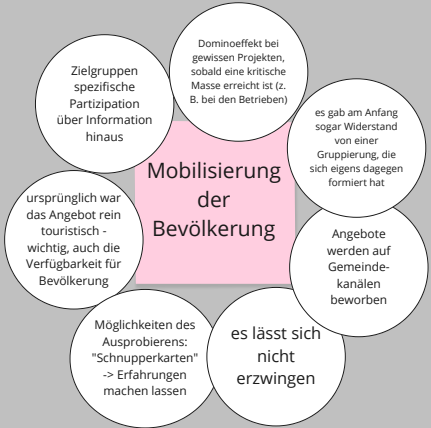 Dominoeffekt bei
gewissen Projekten,
sobald eine kritische
Masse erreicht ist (z.
B. bei den Betrieben)
Zielgruppen
spezifische
Partizipation
über Information
hinaus
es gab am Anfang
sogar Widerstand
von einer
Gruppierung, die
sich eigens dagegen
formiert hat
Mobilisierung
der
Bevölkerung
ursprünglich war
das Angebot rein
touristisch -
wichtig, auch die
Verfügbarkeit für
Bevölkerung
Angebote
werden auf
Gemeinde-
kanälen
beworben
Möglichkeiten des
Ausprobierens:
"Schnupperkarten"
-> Erfahrungen
machen lassen
es lässt sich
nicht
erzwingen